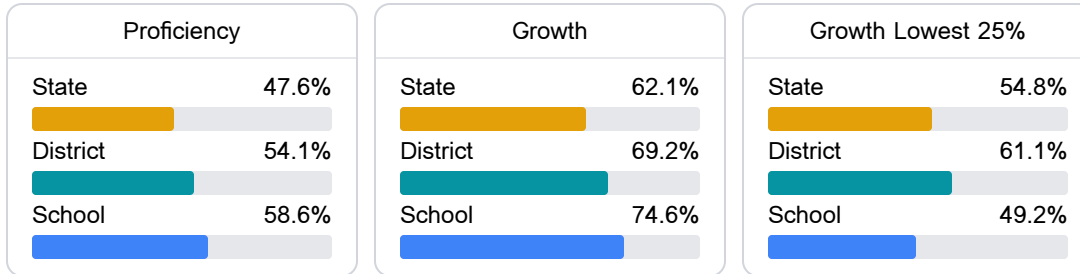 Proficiency
State 47.6%
District 54.1%
School 58.6%
Growth
State 62.1%
District 69.2%
School 74.6%
Growth Lowest 25%
State 54.8%
District 61.1%
School 49.2%